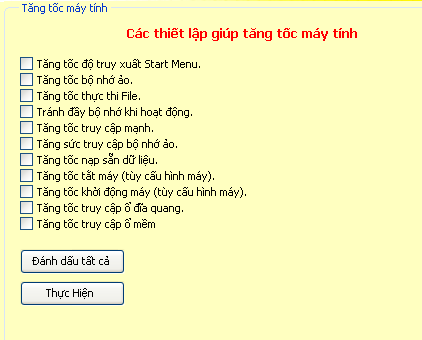 Tăng tốc máy tính
Các thiết lập giúp tăng tốc máy tính
Tăng tốc độ truy xuất Start Menu.
Tăng tốc bộ nhớ ảo.
Tăng tốc thực thi File.
Tránh đầy bộ nhớ khi hoạt động.
Tăng tốc truy cập mạnh.
Tăng sức truy cập bộ nhớ ảo.
Tăng tốc nạp sẵn dữ liệu.
Tăng tốc tắt máy (tùy cấu hình máy).
Tăng tốc khời động máy (tùy cấu hình máy).
Tăng tốc truy cập ổ đĩa quang.
Tăng tốc truy cập ổ mềm
Đánh dấu tất cả
Thực Hiện